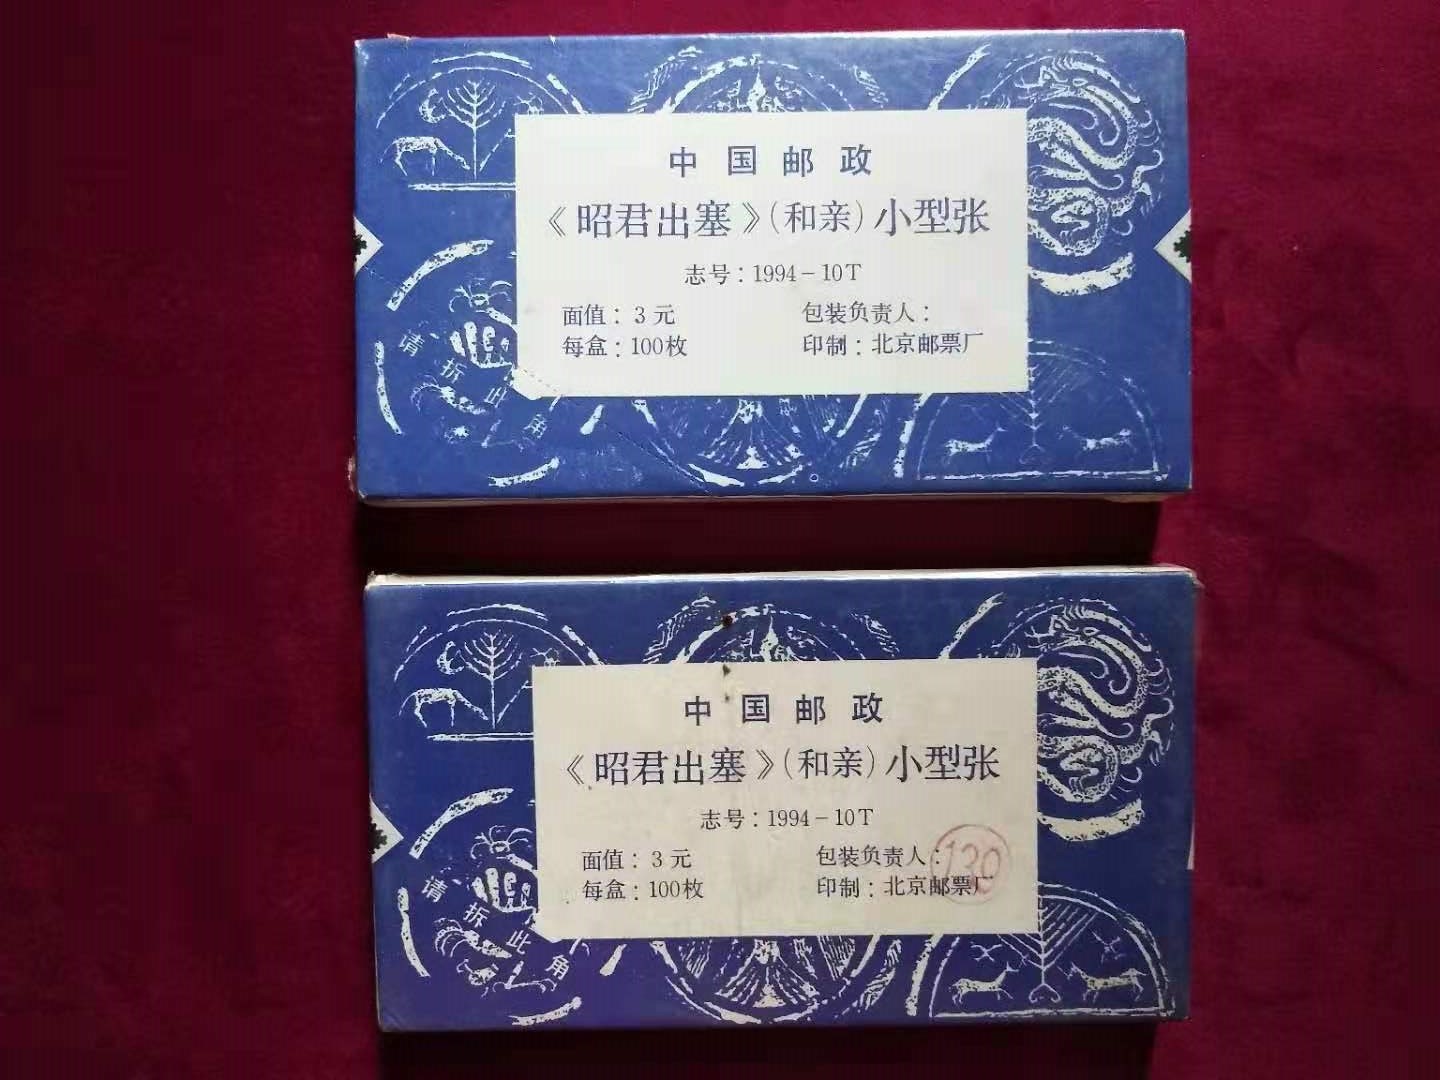 中国邮政
《昭君出塞》(和亲)小型张
志号：1994－10T
面值：3元 包装负责人：
每盒：100枚 印制：北京邮票厂
请拆此角
中国邮政
《昭君出塞》(和亲)小型张
志号：1994－10T
面值：3元 包装负责人：130
每盒：100枚 印制：北京邮票厂
请拆此角